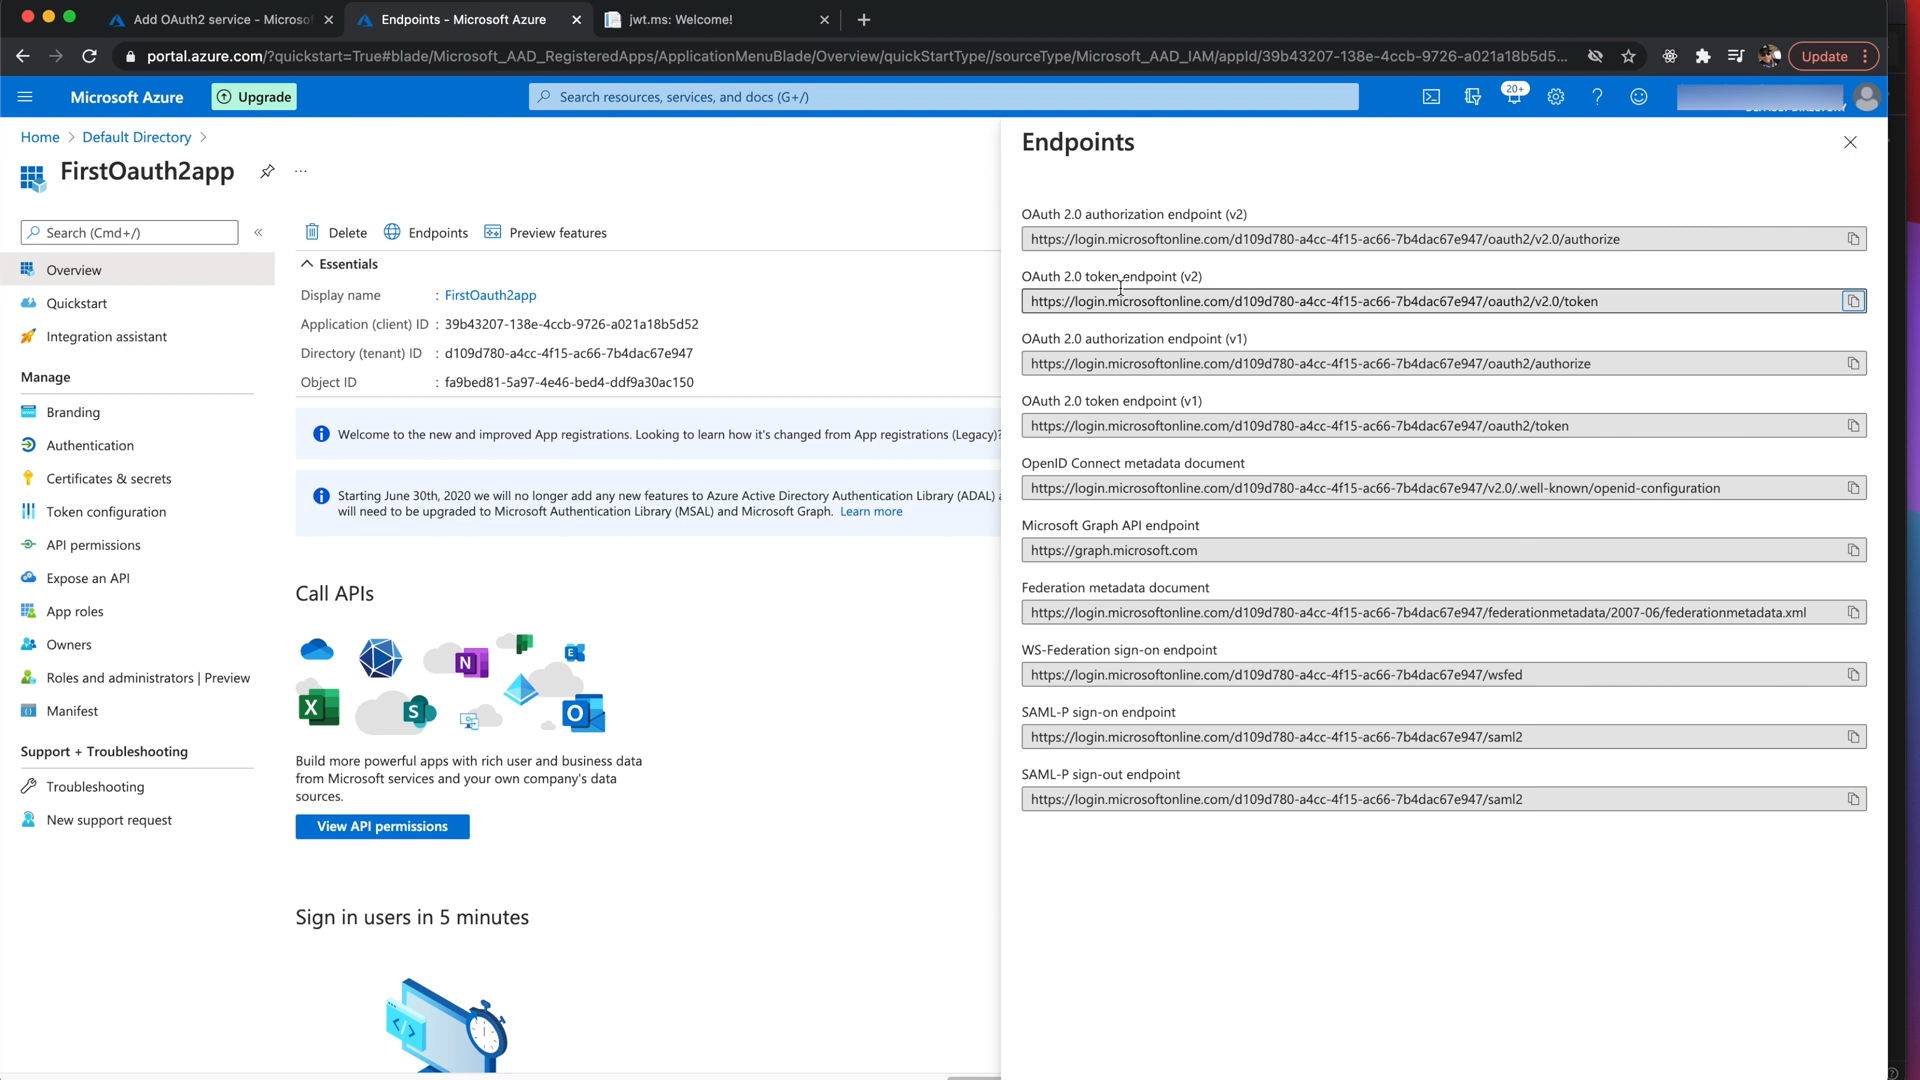 Add OAuth2 service - Microsof
Endpoints - Microsoft Azure
jwt.ms: Welcome!
portal.azure.com/?quickstart=True#blade/Microsoft_AAD_RegisteredApps/ApplicationMenuBlade/Overview/quickStartType//sourceType/Microsoft_AAD_IAM/appId/39b43207-138e-4ccb-9726-a021a18b5d5...
Update
Microsoft Azure
Upgrade
Search resources, services, and docs (G+/)
20+
Home > Default Directory >
FirstOauth2app
...
Search (Cmd+/)
«
Overview
Quickstart
Integration assistant
Manage
Branding
Authentication
Certificates & secrets
Token configuration
API permissions
Expose an API
App roles
Owners
Roles and administrators | Preview
Manifest
Support + Troubleshooting
Troubleshooting
New support request
Delete
Endpoints
Preview features
Essentials
Display name : FirstOauth2app
Application (client) ID : 39b43207-138e-4ccb-9726-a021a18b5d52
Directory (tenant) ID : d109d780-a4cc-4f15-ac66-7b4dac67e947
Object ID : fa9bed81-5a97-4e46-bed4-ddf9a30ac150
Welcome to the new and improved App registrations. Looking to learn how it's changed from App registrations (Legacy)?
Starting June 30th, 2020 we will no longer add any new features to Azure Active Directory Authentication Library (ADAL) a
will need to be upgraded to Microsoft Authentication Library (MSAL) and Microsoft Graph. Learn more
Call APIs
N
E
X
S
O
Build more powerful apps with rich user and business data
from Microsoft services and your own company's data
sources.
View API permissions
Sign in users in 5 minutes
Endpoints
OAuth 2.0 authorization endpoint (v2)
https://login.microsoftonline.com/d109d780-a4cc-4f15-ac66-7b4dac67e947/oauth2/v2.0/authorize
OAuth 2.0 token endpoint (v2)
https://login.microsoftonline.com/d109d780-a4cc-4f15-ac66-7b4dac67e947/oauth2/v2.0/token
OAuth 2.0 authorization endpoint (v1)
https://login.microsoftonline.com/d109d780-a4cc-4f15-ac66-7b4dac67e947/oauth2/authorize
OAuth 2.0 token endpoint (v1)
https://login.microsoftonline.com/d109d780-a4cc-4f15-ac66-7b4dac67e947/oauth2/token
OpenID Connect metadata document
https://login.microsoftonline.com/d109d780-a4cc-4f15-ac66-7b4dac67e947/v2.0/.well-known/openid-configuration
Microsoft Graph API endpoint
https://graph.microsoft.com
Federation metadata document
https://login.microsoftonline.com/d109d780-a4cc-4f15-ac66-7b4dac67e947/federationmetadata/2007-06/federationmetadata.xml
WS-Federation sign-on endpoint
https://login.microsoftonline.com/d109d780-a4cc-4f15-ac66-7b4dac67e947/wsfed
SAML-P sign-on endpoint
https://login.microsoftonline.com/d109d780-a4cc-4f15-ac66-7b4dac67e947/saml2
SAML-P sign-out endpoint
https://login.microsoftonline.com/d109d780-a4cc-4f15-ac66-7b4dac67e947/saml2